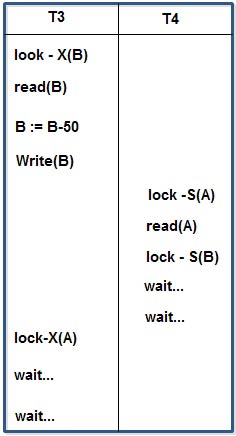 T3 T4
look - X(B)
read(B)
B := B-50
Write(B)
lock -S(A)
read(A)
lock - S(B)
wait...
wait...
lock-X(A)
wait...
wait...